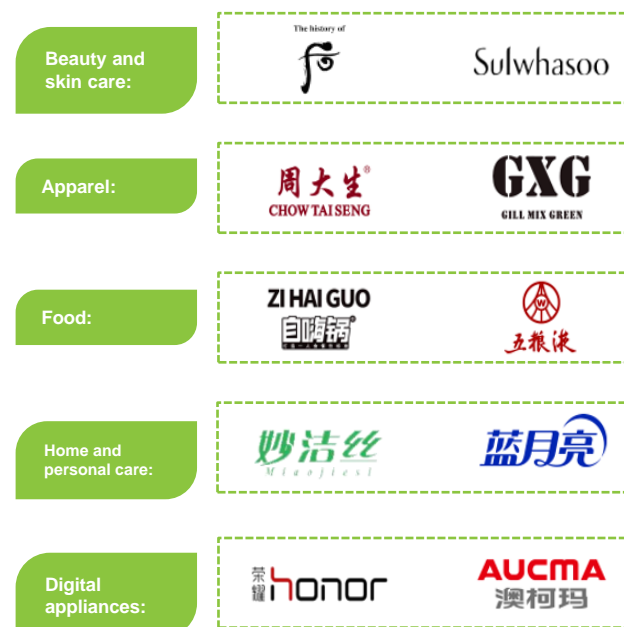 Beauty and
skin care:
The history of
后
Sulwhasoo
Apparel:
周大生®
CHOW TAI SENG
GXG
GILL MIX GREEN
Food:
ZI HAI GUO
自嗨锅
W
五粮液
Home and
personal care:
妙洁丝
Miaojiesi
蓝月亮
Digital
appliances:
荣耀
honor
AUCMA
澳柯玛